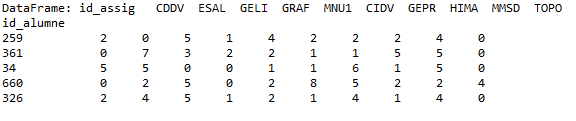 DataFrame: id_assig CDDV ESAL GELI GRAF MNU1 CIDV GEPR HIMA MMSD TOPO
id_alumne
259 2 0 5 1 4 2 2 2 4 0
361 0 7 3 2 2 1 1 5 5 0
34 5 5 0 0 1 1 6 1 5 0
660 0 2 5 0 2 8 5 2 2 4
326 2 4 5 1 2 1 4 1 4 0